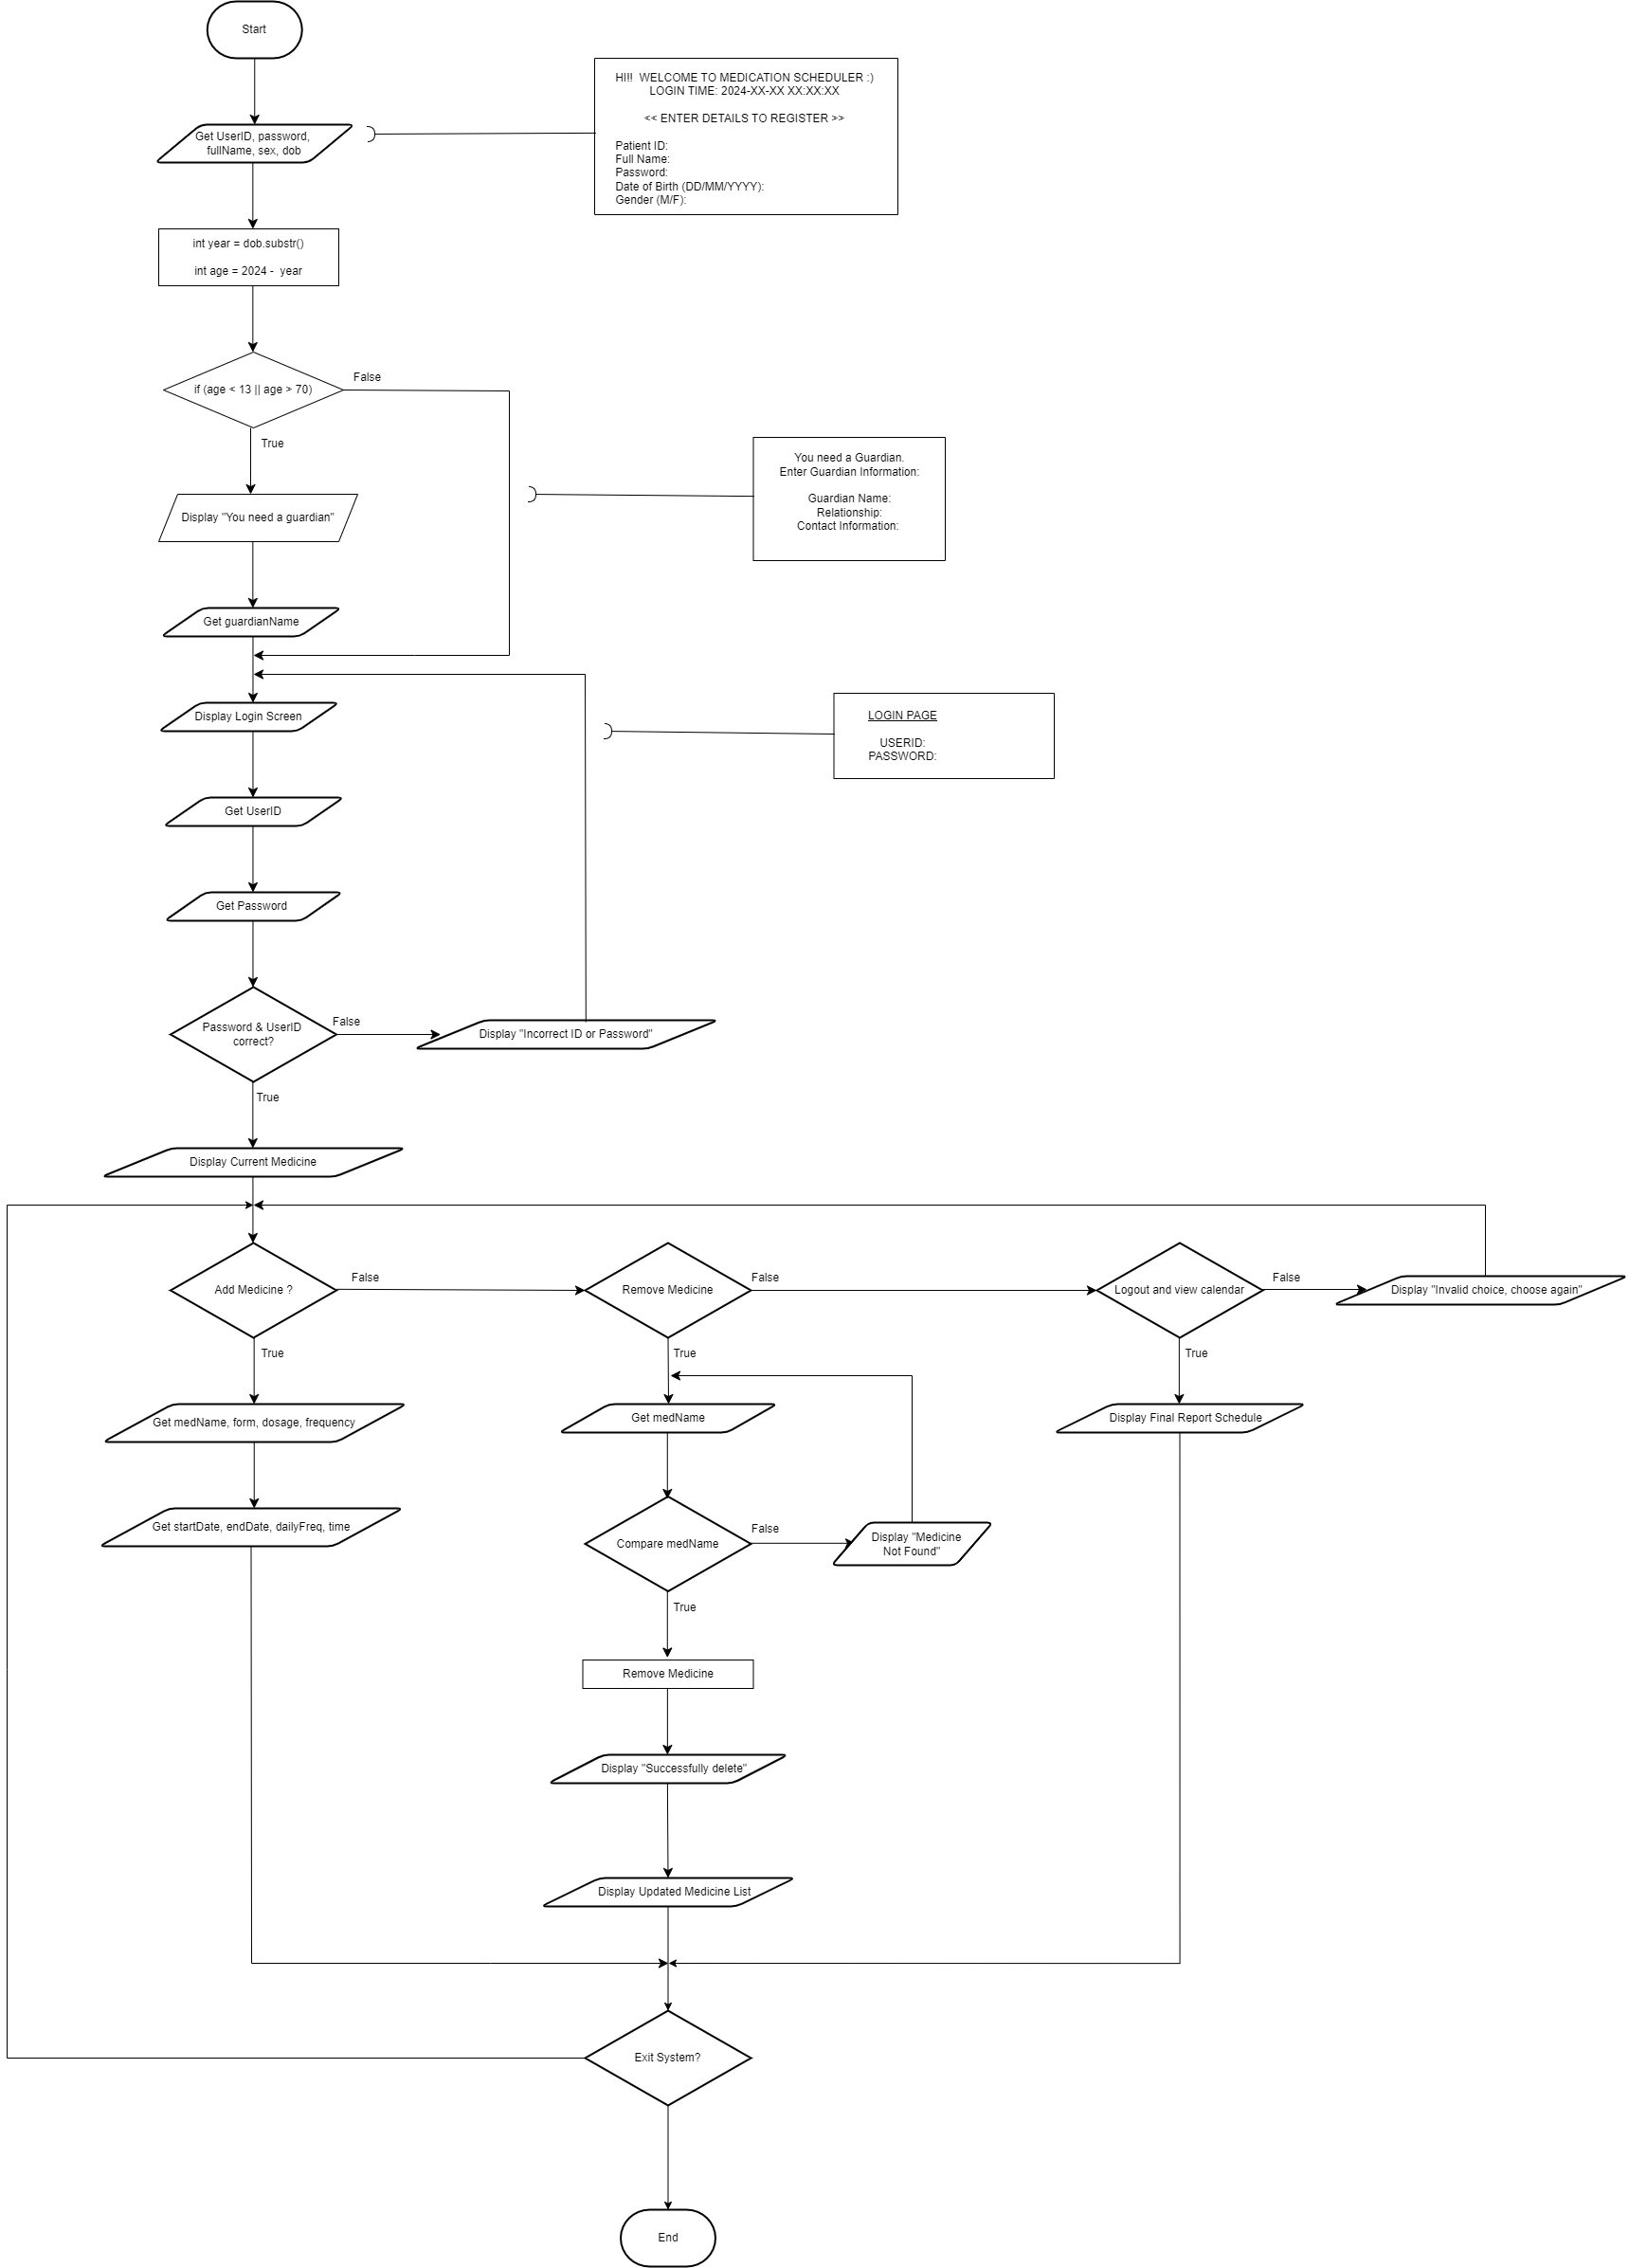 Start
HI!! WELCOME TO MEDICATION SCHEDULER :)
LOGIN TIME: 2024-XX-XX XX:XX:XX
<< ENTER DETAILS TO REGISTER >>
Patient ID:
Full Name:
Password:
Date of Birth (DD/MM/YYYY):
Gender (M/F):
Get UserID, password,
fullName, sex, dob
int year = dob.substr()
int age = 2024 - year
if (age < 13 || age > 70)
False
True
You need a Guardian.
Enter Guardian Information:
Guardian Name:
Relationship:
Contact Information:
Display "You need a guardian"
Get guardianName
Display Login Screen
LOGIN PAGE
USERID:
PASSWORD:
Get UserID
Get Password
Password & UserID
correct?
False
Display "Incorrect ID or Password"
True
Display Current Medicine
Add Medicine ?
False
Remove Medicine
False
Logout and view calendar
False
Display "Invalid choice, choose again"
True
True
True
Get medName, form, dosage, frequency
Get medName
Display Final Report Schedule
Get startDate, endDate, dailyFreq, time
Compare medName
False
Display "Medicine
Not Found"
True
Remove Medicine
Display "Successfully delete"
Display Updated Medicine List
Exit System?
End